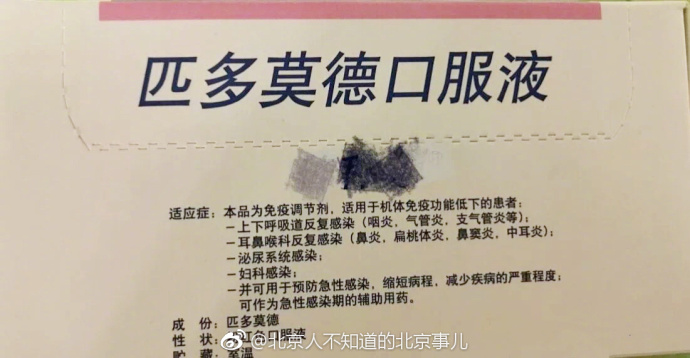 匹多莫德口服液
适应症：本品为免疫调节剂，适用于机体免疫功能低下的患者：
－上下呼吸道反复感染（咽炎，气管炎，支气管炎等）；
－耳鼻喉科反复感染（鼻炎，扁桃体炎，鼻窦炎，中耳炎）；
－泌尿系统感染；
－妇科感染；
－并可用于预防急性感染，缩短病程，减少疾病的严重程度；
可作为急性感染期的辅助用药。
成　份：匹多莫德
性　状：口服液
贮　藏：室温
@北京人不知道的北京事儿